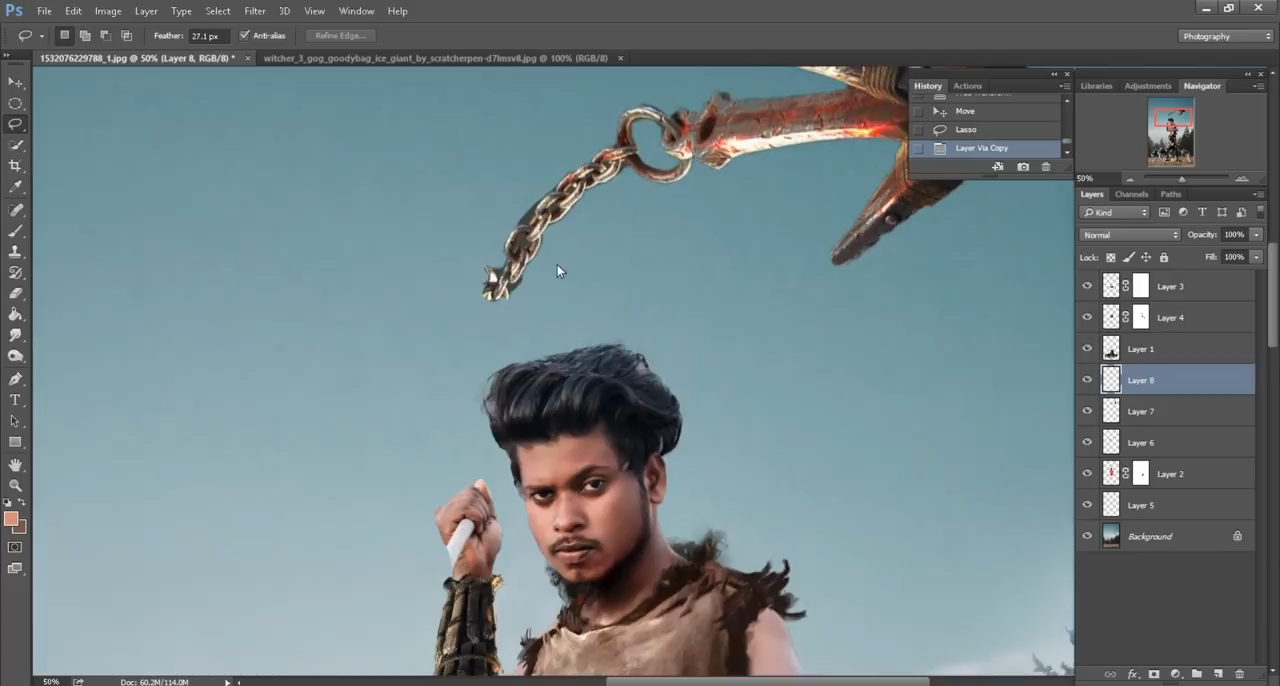 Ps File Edit Image Layer Type Select Filter 3D View Window Help
Feather: 27.1 px Anti-alias Refine Edge... Photography
1532076229788_1.jpg @ 50% (Layer 8, RGB/8) * × witcher_3_gog_goodybag_ice_giant_by_scratcherpen-d7lmsv8.jpg @ 100% (RGB/8) ×
History Actions
Move
Lasso
Layer Via Copy
Libraries Adjustments Navigator
50%
Layers Channels Paths
Kind
Normal Opacity: 100%
Lock: Fill: 100%
Layer 3
Layer 4
Layer 1
Layer 8
Layer 7
Layer 6
Layer 2
Layer 5
Background
50% Doc: 60.2M/114.0M